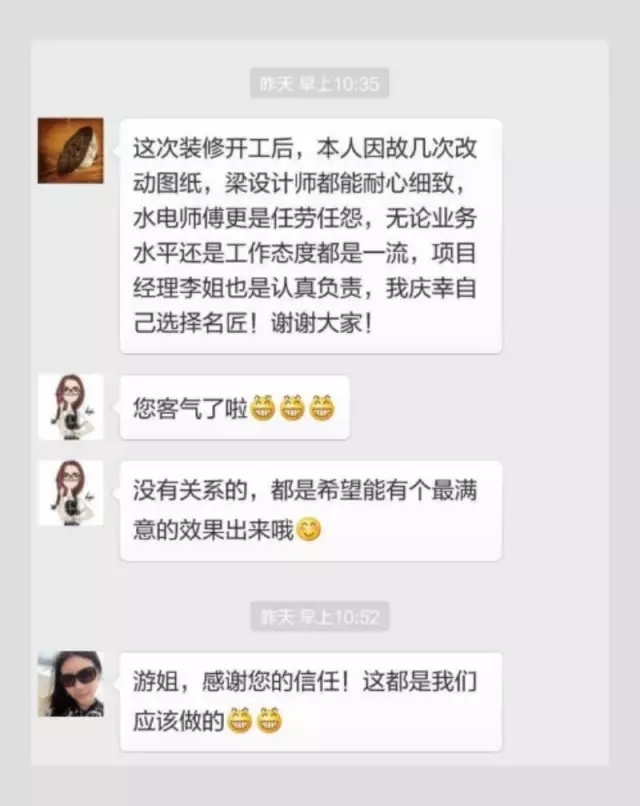 昨天 早上10:35
这次装修开工后，本人因故几次改
动图纸，梁设计师都能耐心细致，
水电师傅更是任劳任怨，无论业务
水平还是工作态度都是一流，项目
经理李姐也是认真负责，我庆幸自
己选择名匠！谢谢大家！
您客气了啦😁😁😁
没有关系的，都是希望能有个最满
意的效果出来哦😊
昨天 早上10:52
游姐，感谢您的信任！这都是我们
应该做的😁😁